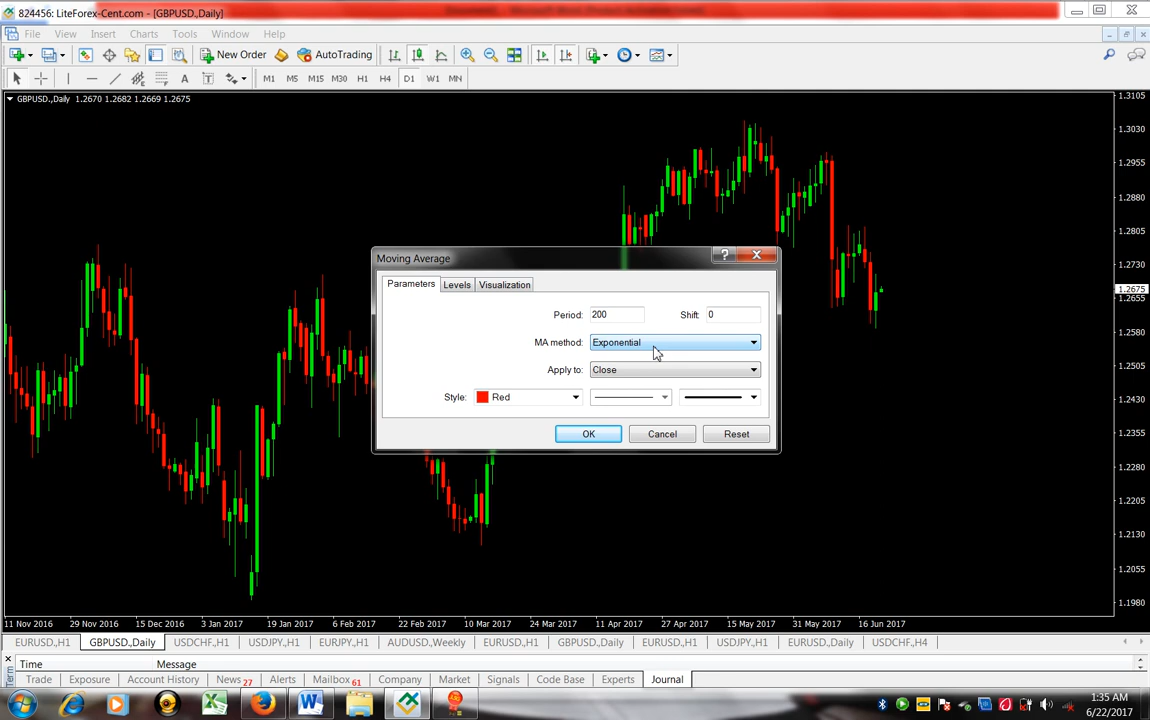 824456: LiteForex-Cent.com - [GBPUSD.,Daily]
File View Insert Charts Tools Window Help
New Order AutoTrading
M1 M5 M15 M30 H1 H4 D1 W1 MN
GBPUSD.,Daily 1.2670 1.2682 1.2669 1.2675
1.3105
1.3030
1.2955
1.2880
1.2805
1.2730
1.2675
1.2655
1.2580
1.2505
1.2430
1.2355
1.2280
1.2205
1.2130
1.2055
1.1980
Moving Average
Parameters Levels Visualization
Period: 200 Shift: 0
MA method: Exponential
Apply to: Close
Style: Red
OK Cancel Reset
11 Nov 2016 29 Nov 2016 15 Dec 2016 3 Jan 2017 19 Jan 2017 6 Feb 2017 22 Feb 2017 10 Mar 2017 24 Mar 2017 11 Apr 2017 27 Apr 2017 15 May 2017 31 May 2017 16 Jun 2017
EURUSD.,H1 GBPUSD.,Daily USDCHF.,H1 USDJPY.,H1 EURJPY.,H1 AUDUSD.,Weekly EURUSD.,H1 GBPUSD.,Daily EURUSD.,H1 USDJPY.,H1 EURUSD.,Daily USDCHF.,H4
Time Message
Trade Exposure Account History News 27 Alerts Mailbox 61 Company Market Signals Code Base Experts Journal
1:35 AM
6/22/2017